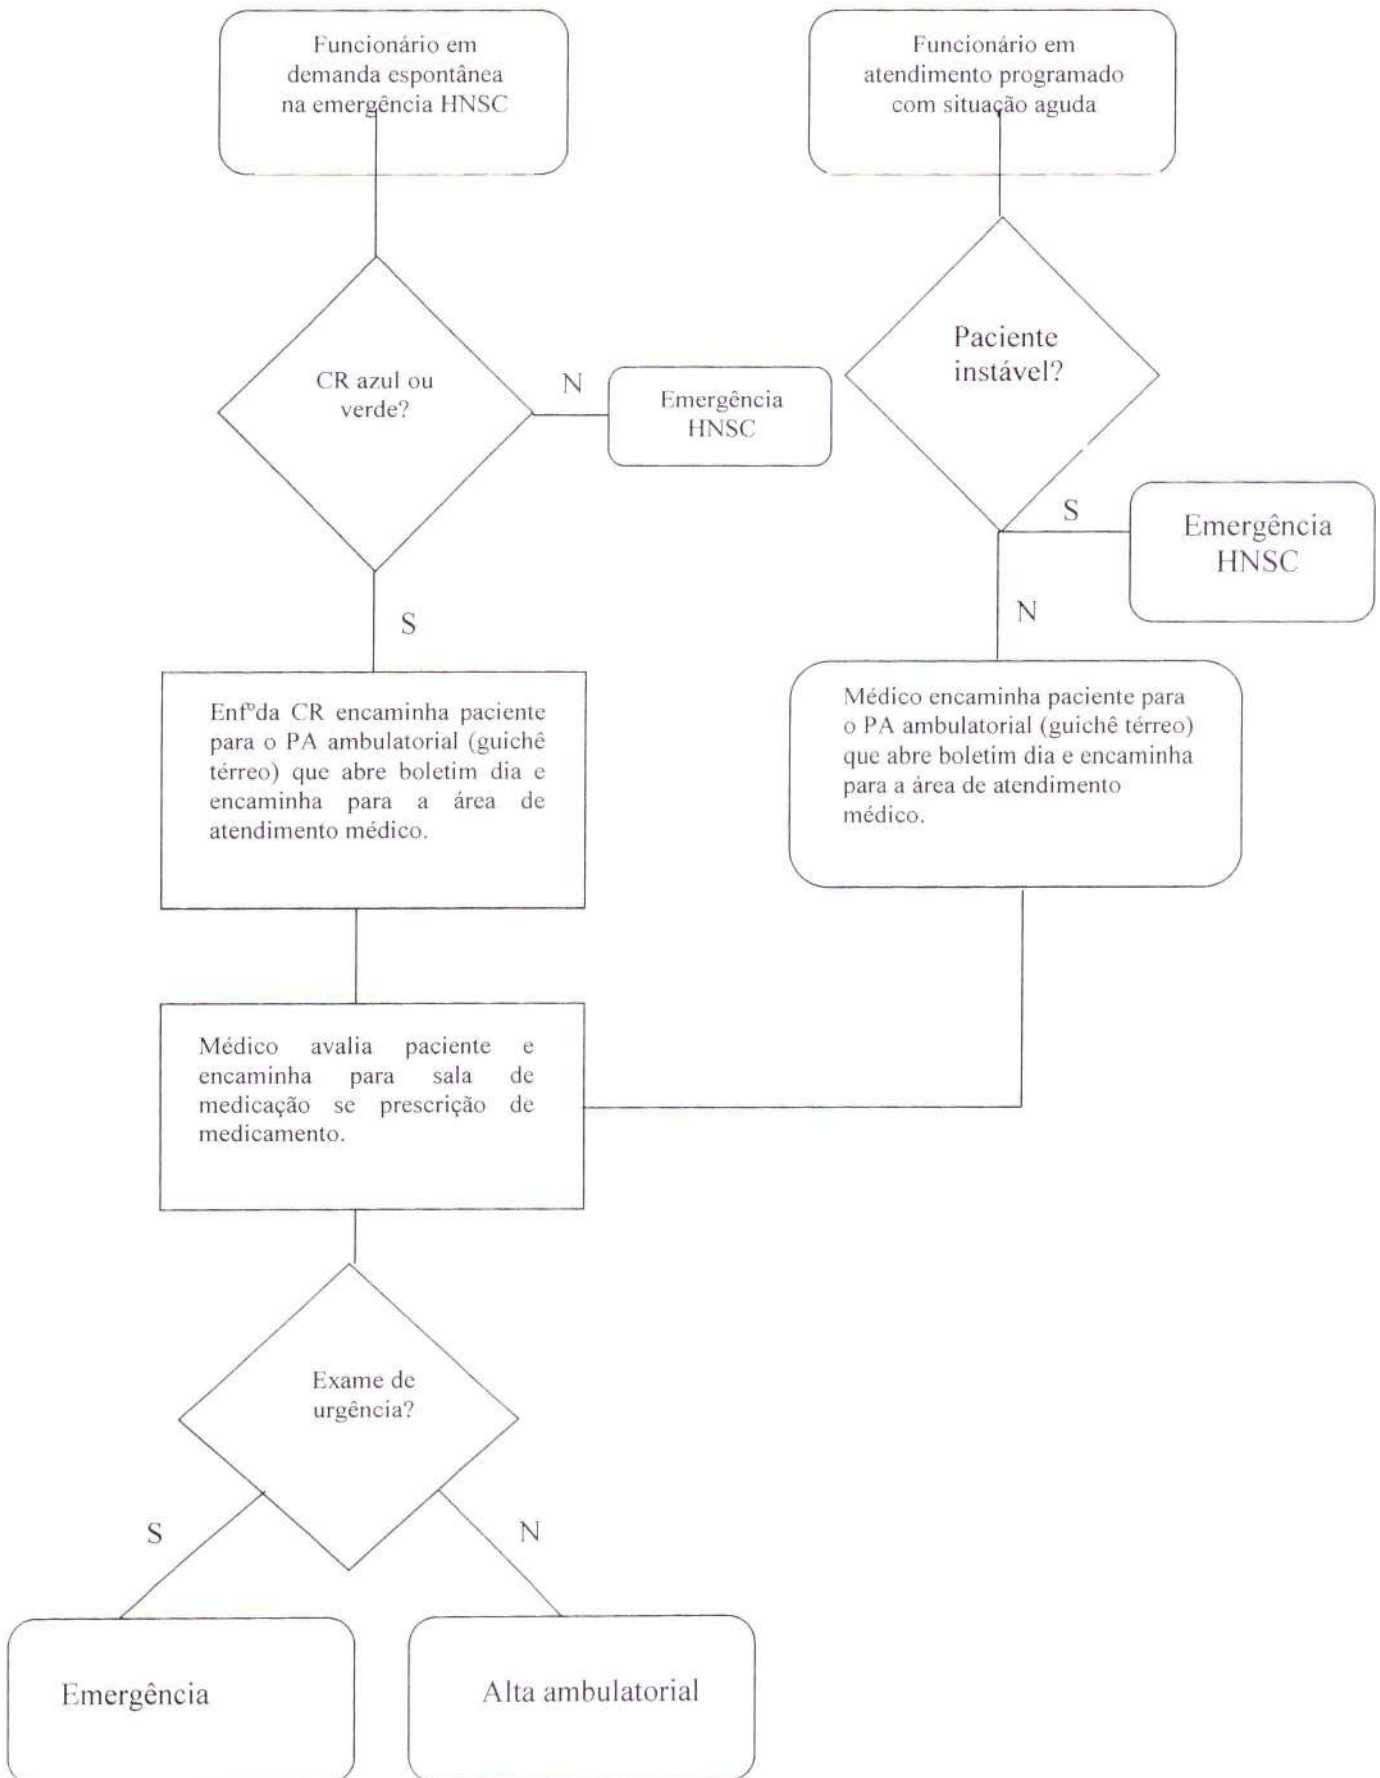 Funcionário em
demanda espontânea
na emergência HNSC
Funcionário em
atendimento programado
com situação aguda
CR azul ou
verde?
N
Emergência
HNSC
Paciente
instável?
S
Emergência
HNSC
S
N
Enfºda CR encaminha paciente
para o PA ambulatorial (guichê
térreo) que abre boletim dia e
encaminha para a área de
atendimento médico.
Médico encaminha paciente para
o PA ambulatorial (guichê térreo)
que abre boletim dia e encaminha
para a área de atendimento
médico.
Médico avalia paciente e
encaminha para sala de
medicação se prescrição de
medicamento.
Exame de
urgência?
S
N
Emergência
Alta ambulatorial